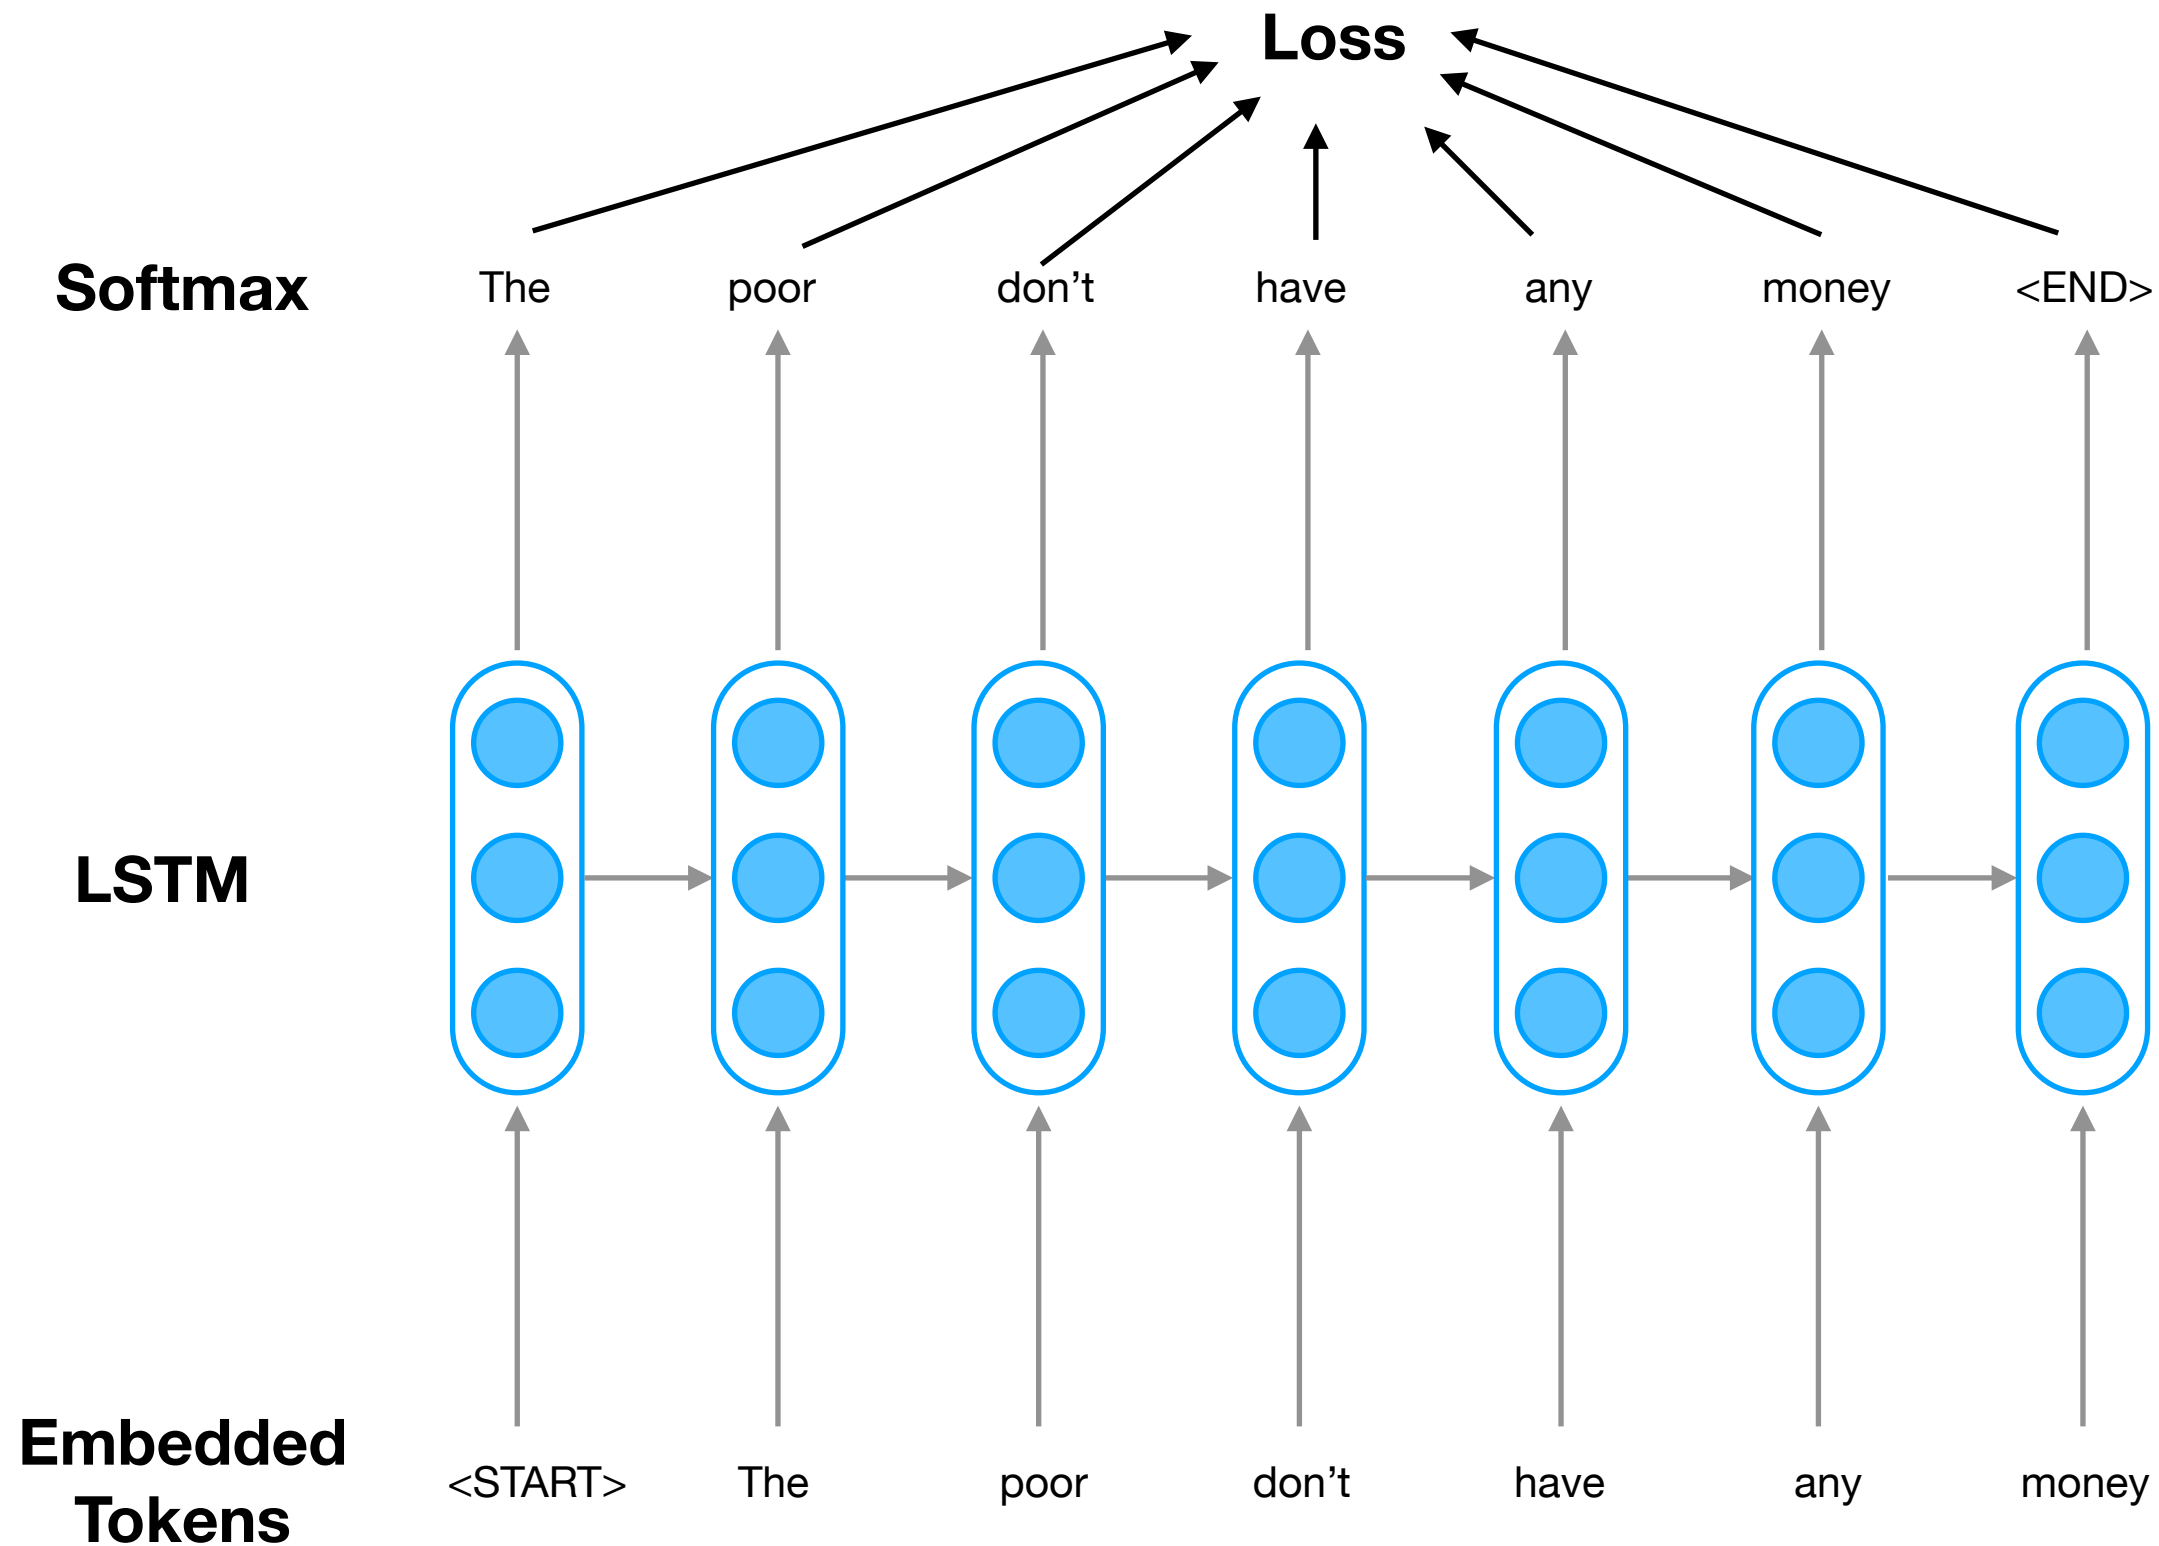 Loss
Softmax The poor don’t have any money <END>
LSTM
Embedded
Tokens
<START> The poor don’t have any money